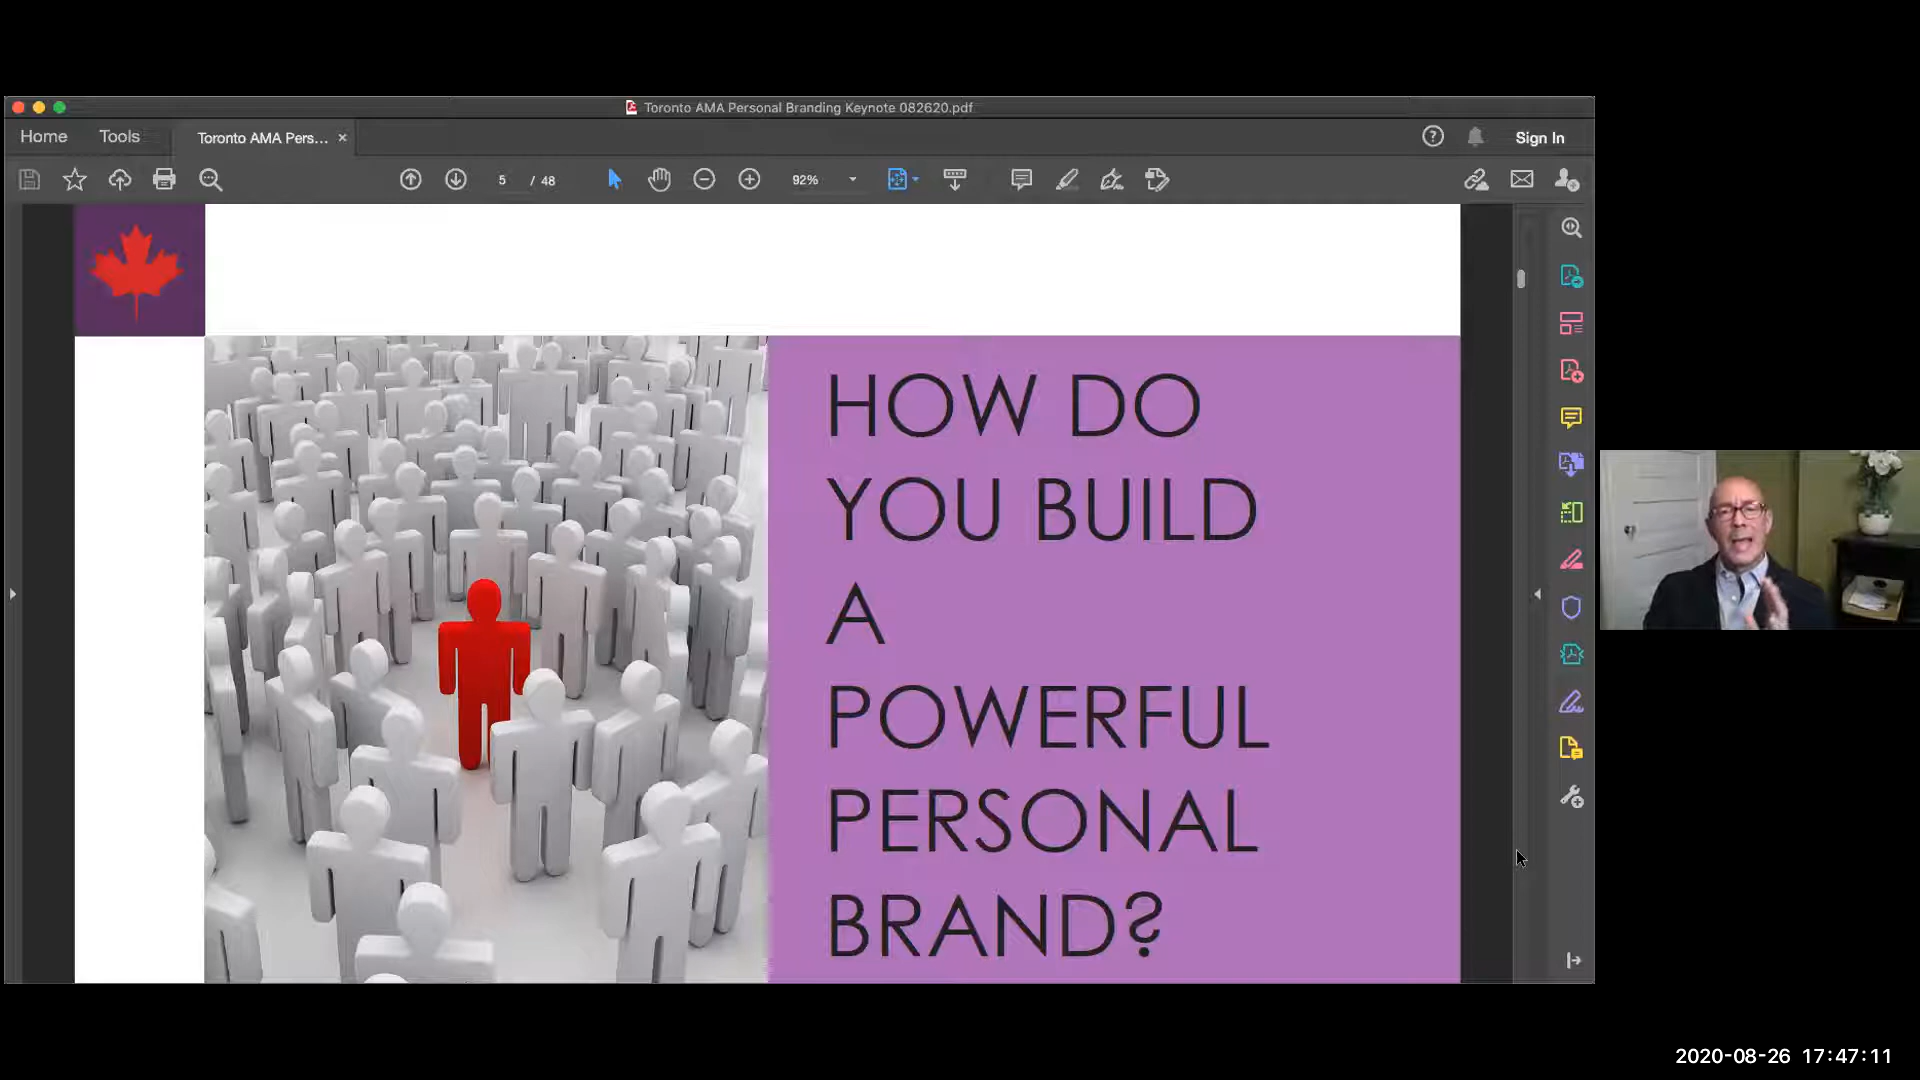 Toronto AMA Personal Branding Keynote 082620.pdf
Home Tools Toronto AMA Pers... × Sign In
5 / 48 92%
HOW DO
YOU BUILD
A
POWERFUL
PERSONAL
BRAND?
2020-08-26 17:47:11